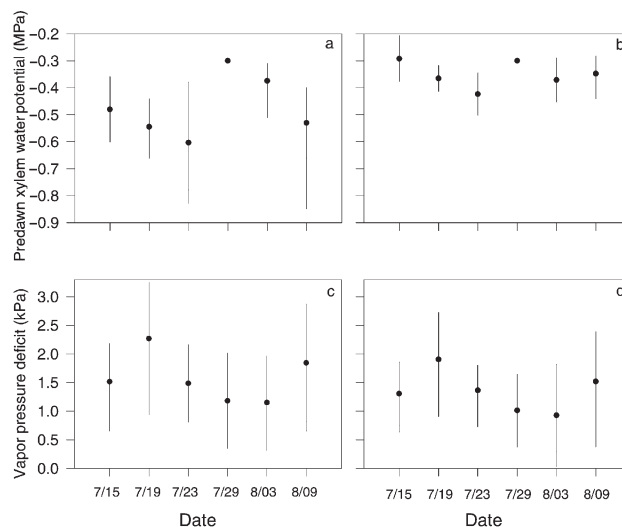 Predawn xylem water potential (MPa)
−0.2
−0.3
−0.4
−0.5
−0.6
−0.7
−0.8
−0.9
a
b
Vapor pressure deficit (kPa)
3.0
2.5
2.0
1.5
1.0
0.5
0.0
c
d
7/15 7/19 7/23 7/29 8/03 8/09
7/15 7/19 7/23 7/29 8/03 8/09
Date
Date